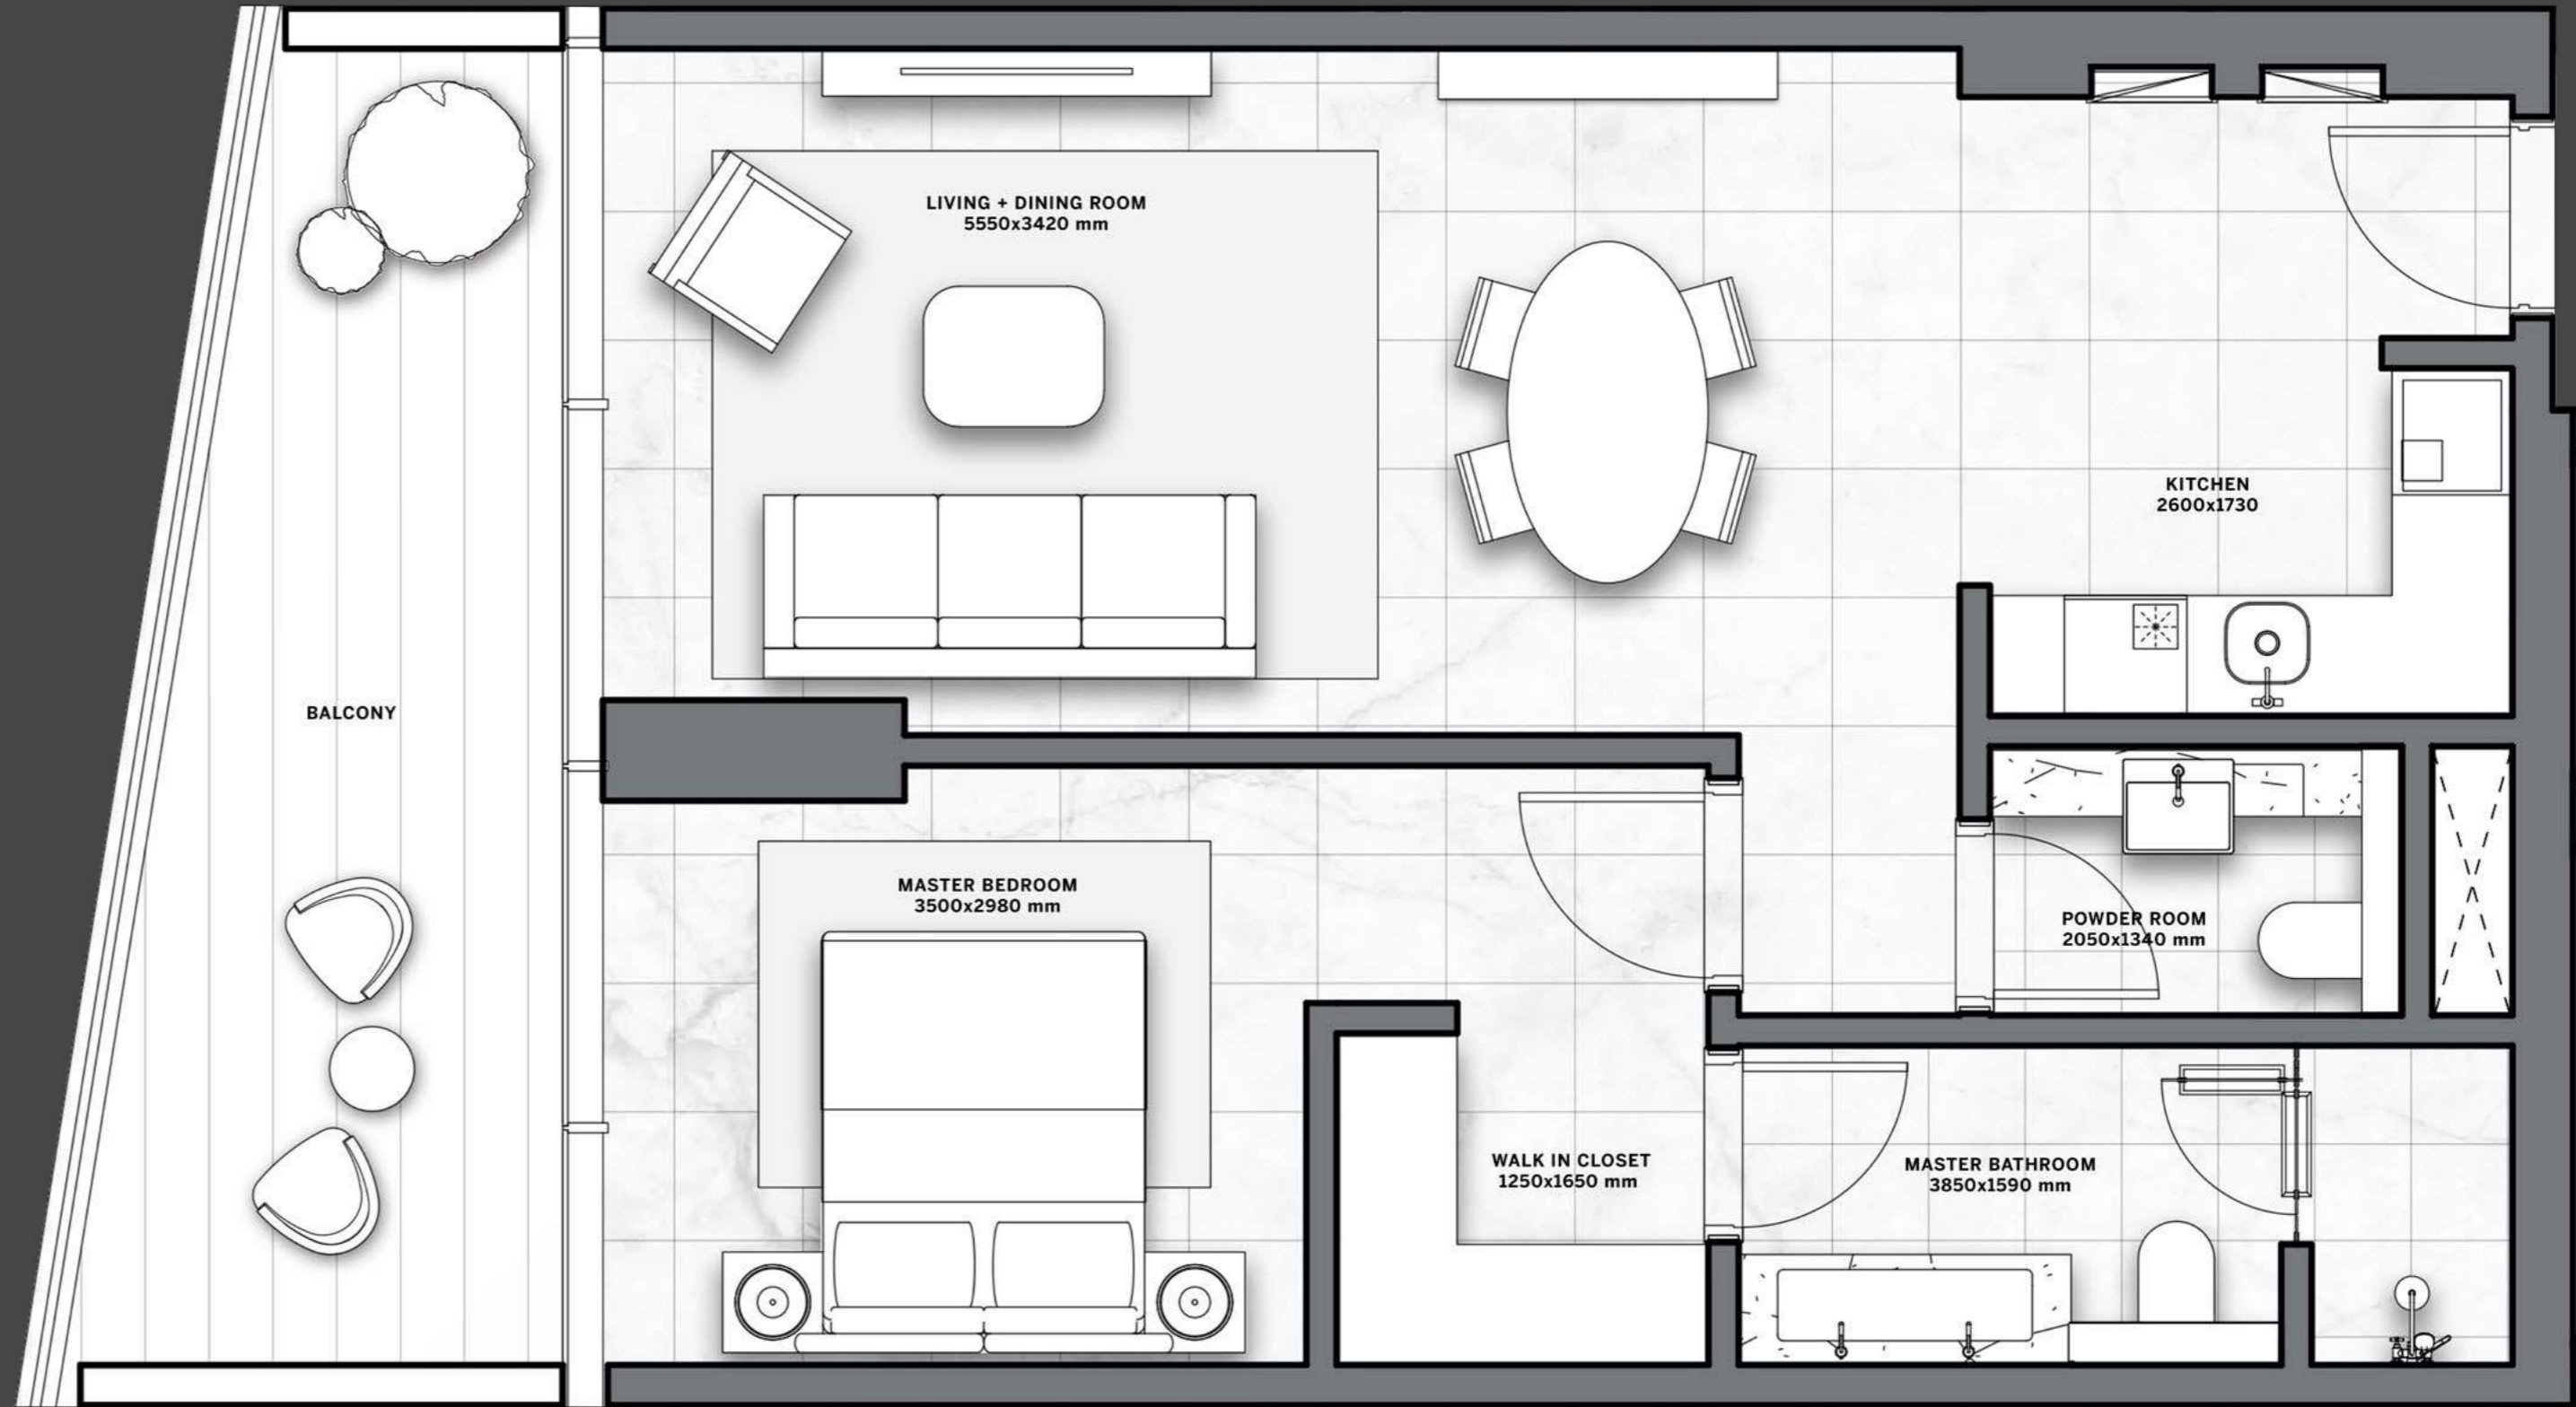 LIVING + DINING ROOM
5550x3420 mm
KITCHEN
2600x1730
BALCONY
MASTER BEDROOM
3500x2980 mm
POWDER ROOM
2050x1340 mm
WALK IN CLOSET
1250x1650 mm
MASTER BATHROOM
3850x1590 mm